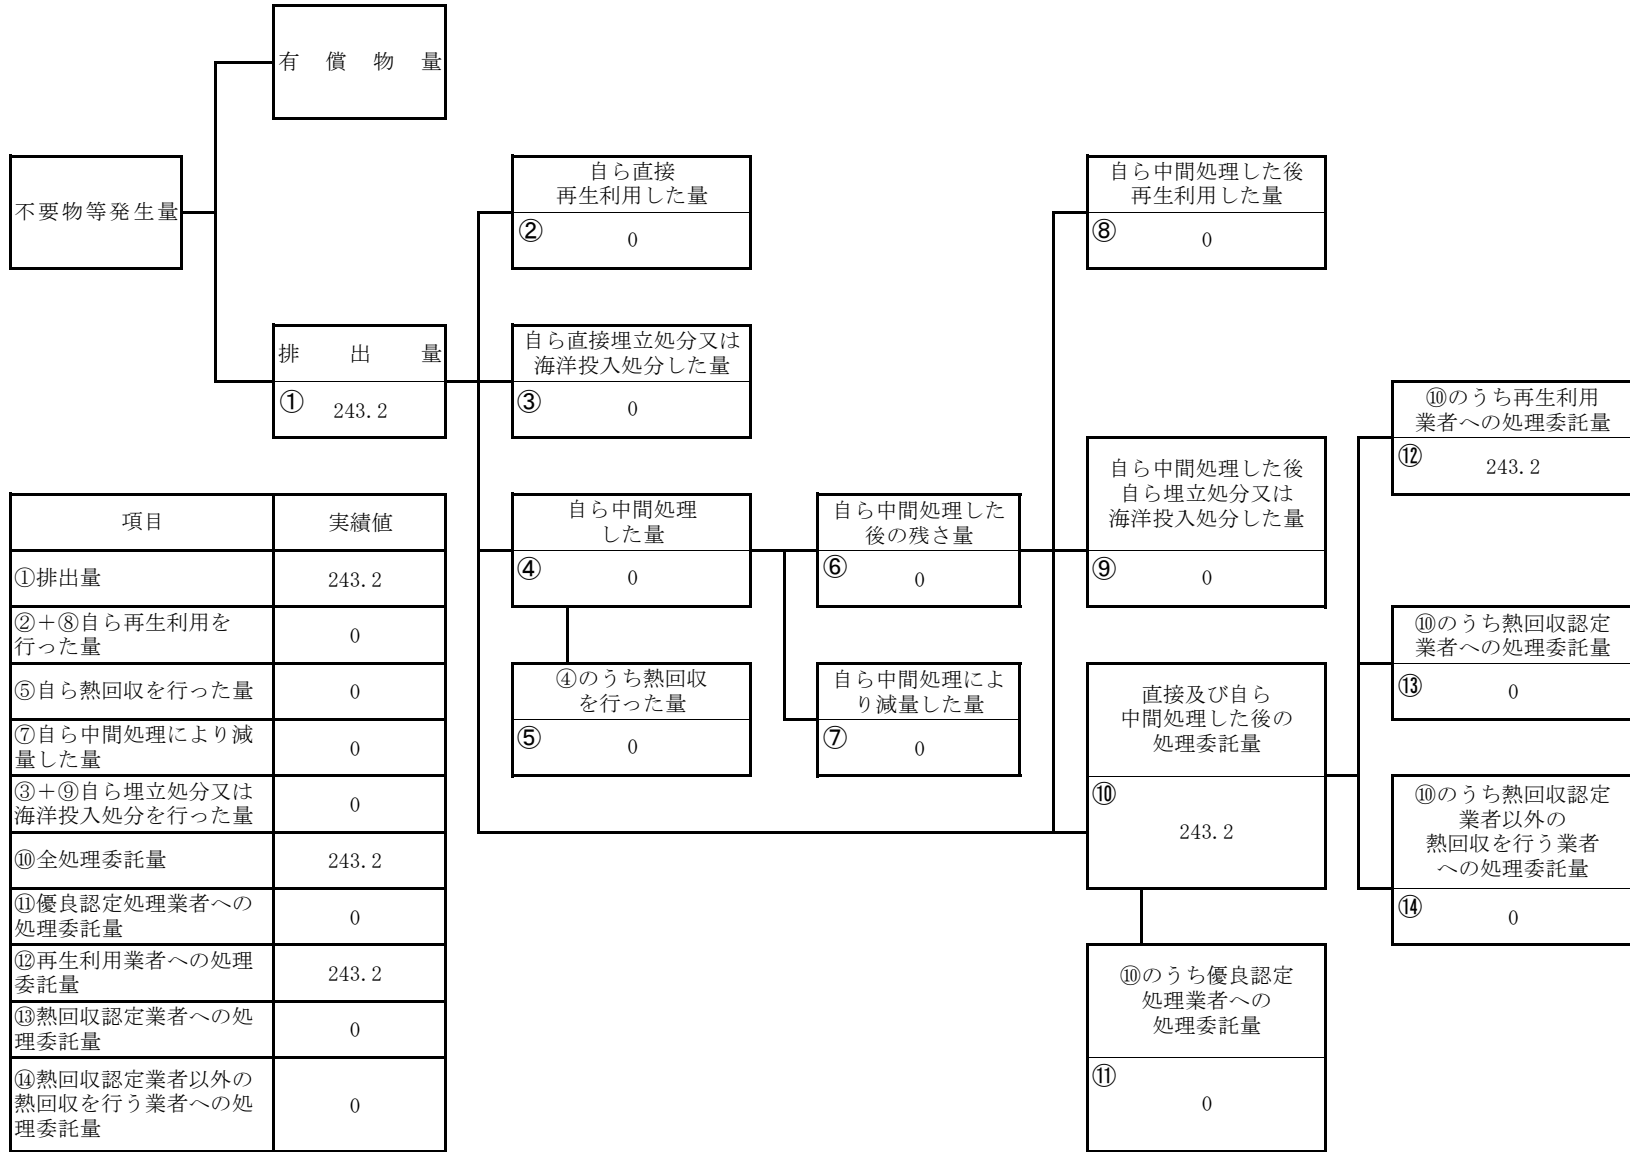 有償物量
不要物等発生量
排出量
① 243.2
自ら直接
再生利用した量
② 0
自ら直接埋立処分又は
海洋投入処分した量
③ 0
自ら中間処理
した量
④ 0
④のうち熱回収
を行った量
⑤ 0
自ら中間処理した
後の残さ量
⑥ 0
自ら中間処理によ
り減量した量
⑦ 0
自ら中間処理した後
再生利用した量
⑧ 0
自ら中間処理した後
自ら埋立処分又は
海洋投入処分した量
⑨ 0
直接及び自ら
中間処理した後の
処理委託量
⑩
243.2
⑩のうち優良認定
処理業者への
処理委託量
⑪
0
⑩のうち再生利用
業者への処理委託量
⑫ 243.2
⑩のうち熱回収認定
業者への処理委託量
⑬ 0
⑩のうち熱回収認定
業者以外の
熱回収を行う業者
への処理委託量
⑭ 0
項目 実績値
①排出量 243.2
②＋⑧自ら再生利用を
行った量 0
⑤自ら熱回収を行った量 0
⑦自ら中間処理により減
量した量 0
③＋⑨自ら埋立処分又は
海洋投入処分を行った量 0
⑩全処理委託量 243.2
⑪優良認定処理業者への
処理委託量 0
⑫再生利用業者への処理
委託量 243.2
⑬熱回収認定業者への処
理委託量 0
⑭熱回収認定業者以外の
熱回収を行う業者への処
理委託量 0